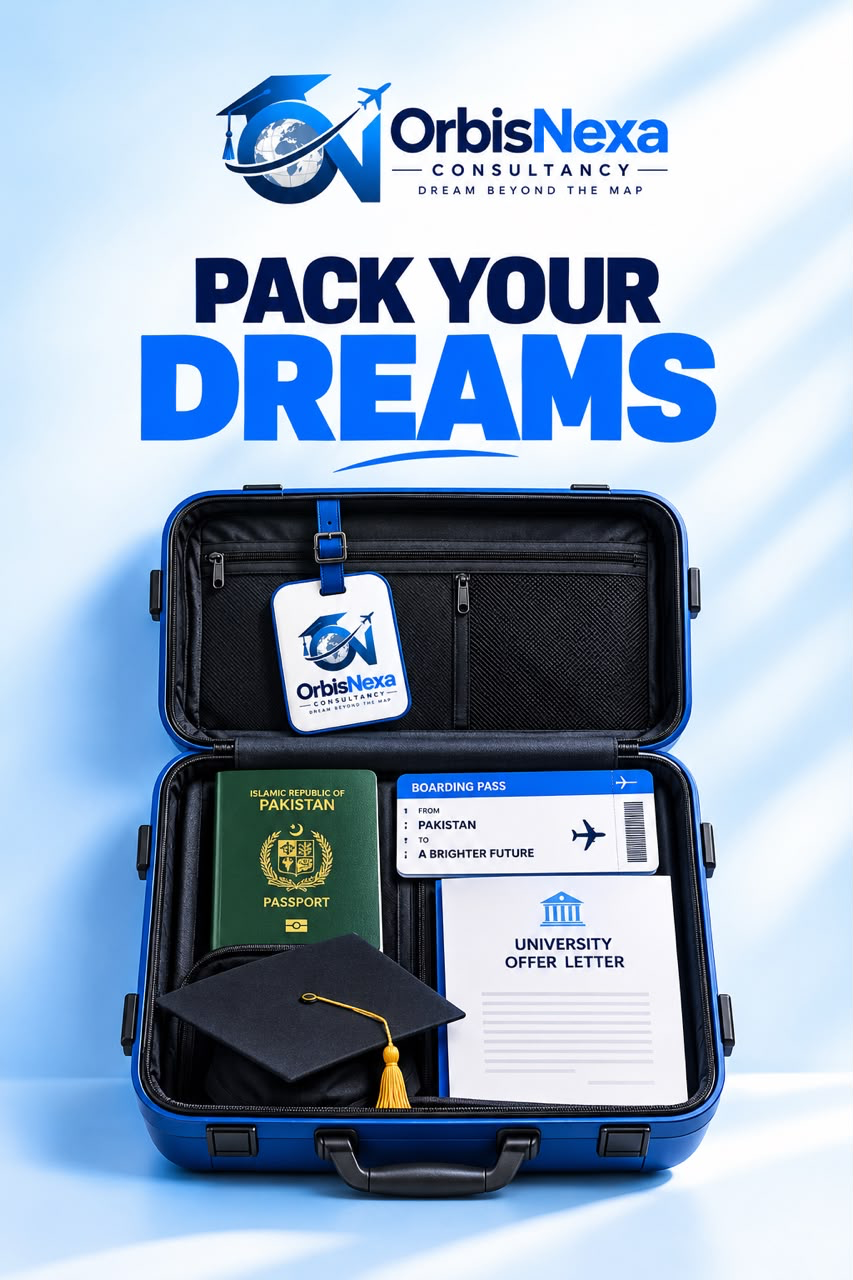 OrbisNexa
CONSULTANCY
DREAM BEYOND THE MAP
PACK YOUR
DREAMS
OrbisNexa
CONSULTANCY
DREAM BEYOND THE MAP
ISLAMIC REPUBLIC OF
PAKISTAN
PASSPORT
BOARDING PASS
FROM
PAKISTAN
TO
A BRIGHTER FUTURE
UNIVERSITY
OFFER LETTER